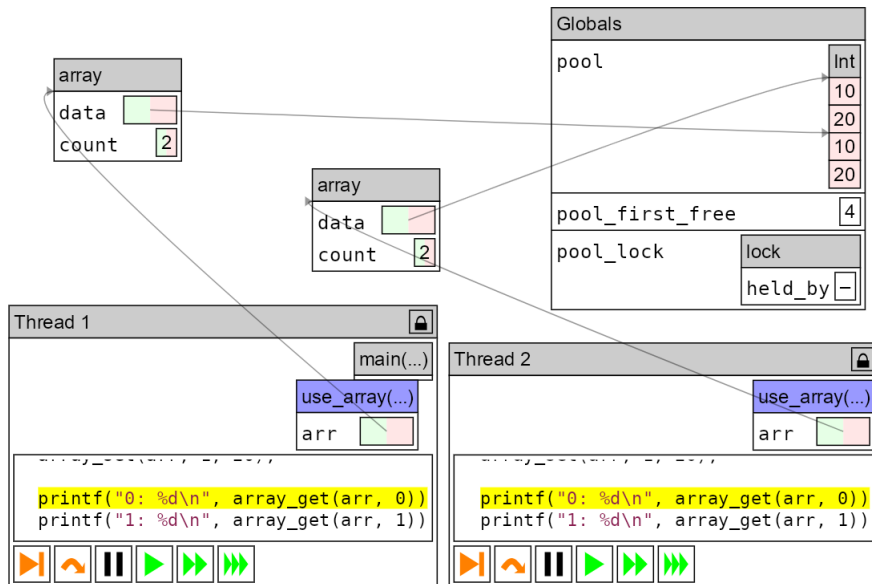 Globals
pool
Int
10
20
10
20
pool_first_free 4
pool_lock
lock
held_by –
array
data
count 2
array
data
count 2
Thread 1
main(...)
use_array(...)
arr
printf("0: %d\n", array_get(arr, 0))
printf("1: %d\n", array_get(arr, 1))
Thread 2
use_array(...)
arr
printf("0: %d\n", array_get(arr, 0))
printf("1: %d\n", array_get(arr, 1))